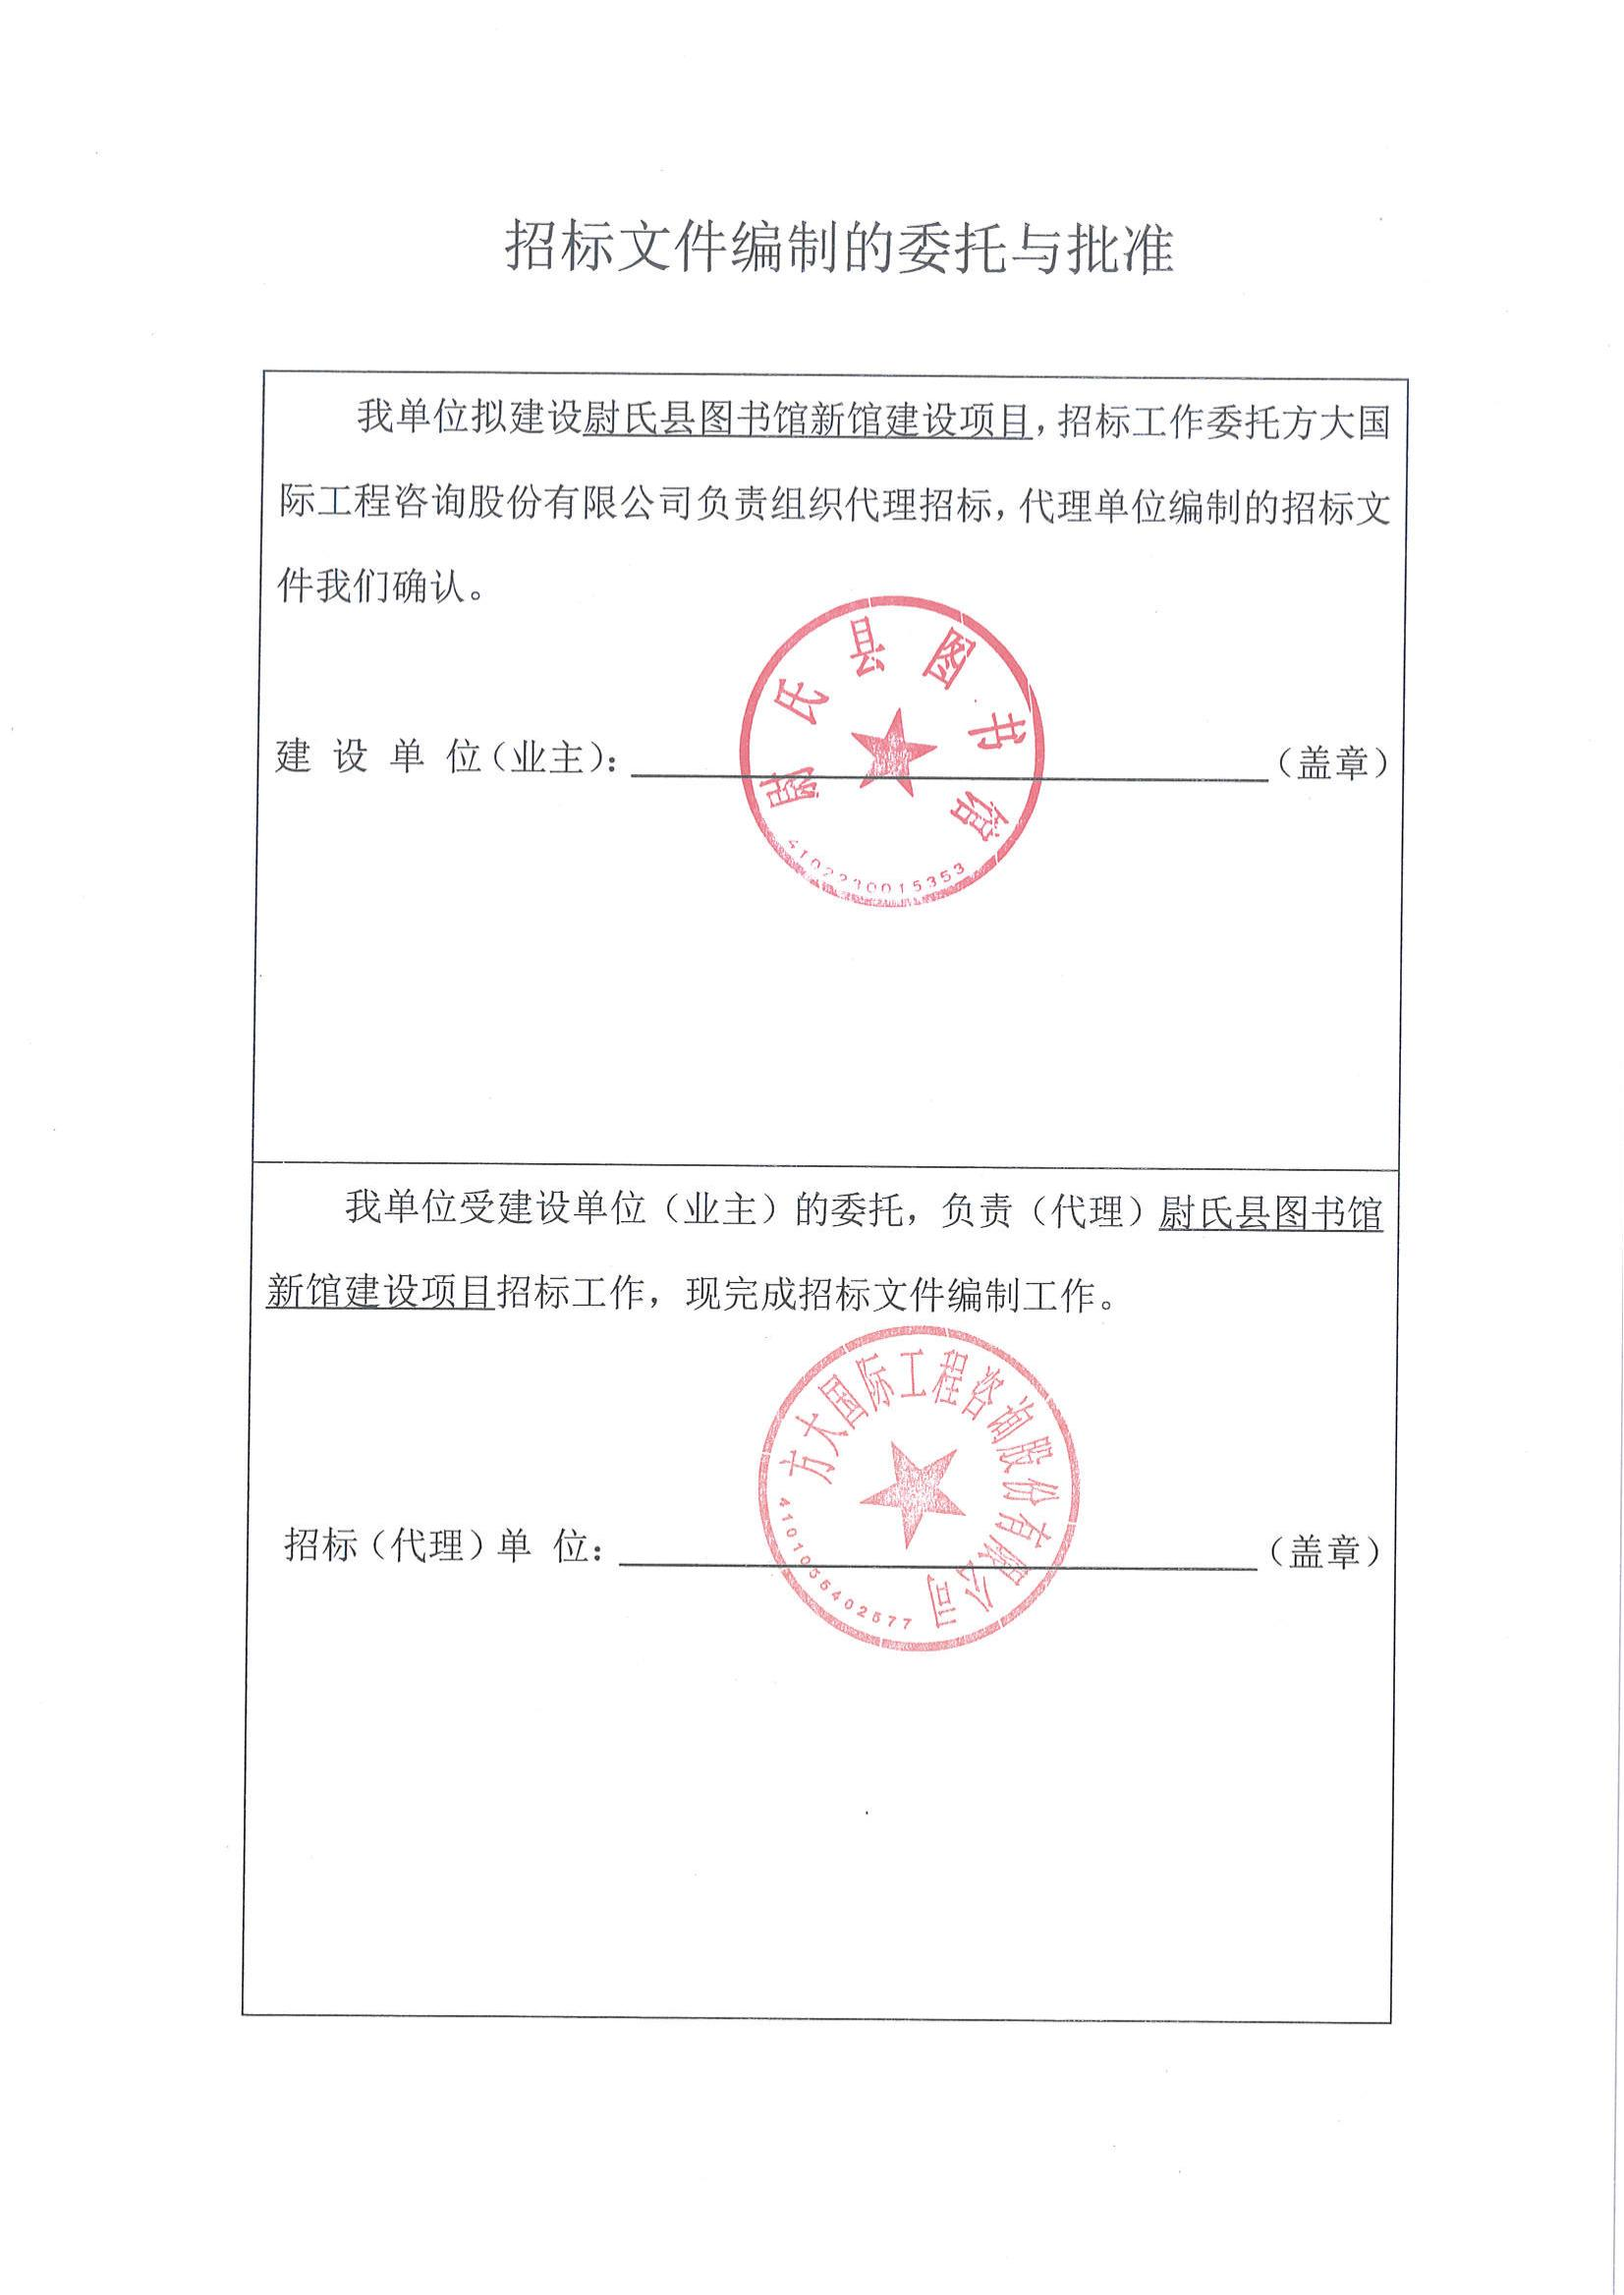 招标文件编制的委托与批准
我单位拟建设尉氏县图书馆新馆建设项目，招标工作委托方大国
际工程咨询股份有限公司负责组织代理招标，代理单位编制的招标文
件我们确认。
尉氏县图书馆
建 设 单 位（业主）：（盖章）
4102230015353
我单位受建设单位（业主）的委托，负责（代理）尉氏县图书馆
新馆建设项目招标工作，现完成招标文件编制工作。
方大国际工程咨询股份有限公司
招标（代理）单 位：（盖章）